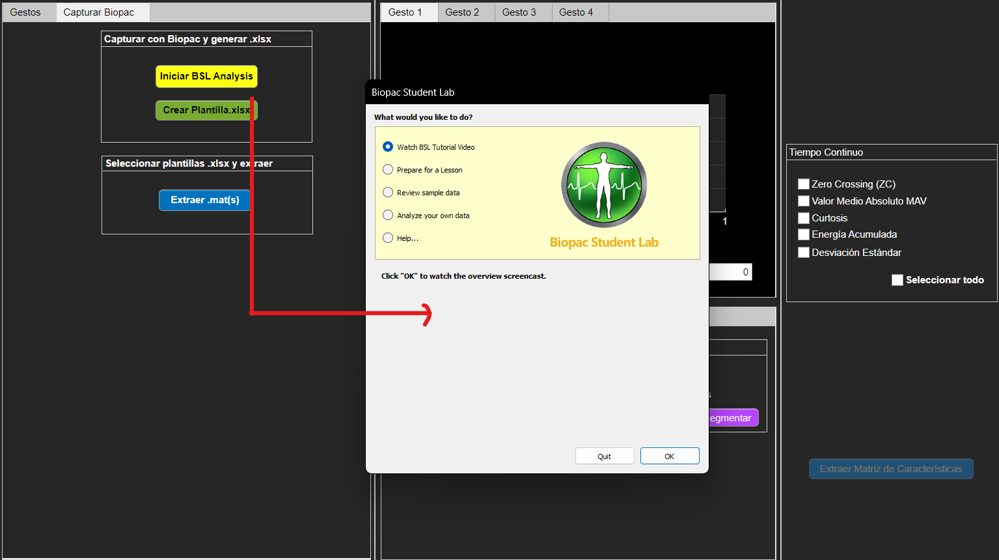 Gestos
Capturar Biopac
Capturar con Biopac y generar .xlsx
Iniciar BSL Analysis
Crear Plantilla.xlsx
Seleccionar plantillas .xlsx y extraer
Extraer .mat(s)
Gesto 1
Gesto 2
Gesto 3
Gesto 4
Biopac Student Lab
What would you like to do?
Watch BSL Tutorial Video
Prepare for a Lesson
Review sample data
Analyze your own data
Help...
Biopac Student Lab
Click "OK" to watch the overview screencast.
Quit
OK
1
0
s
egmentar
Tiempo Continuo
Zero Crossing (ZC)
Valor Medio Absoluto MAV
Curtosis
Energía Acumulada
Desviación Estándar
Seleccionar todo
Extraer Matriz de Características